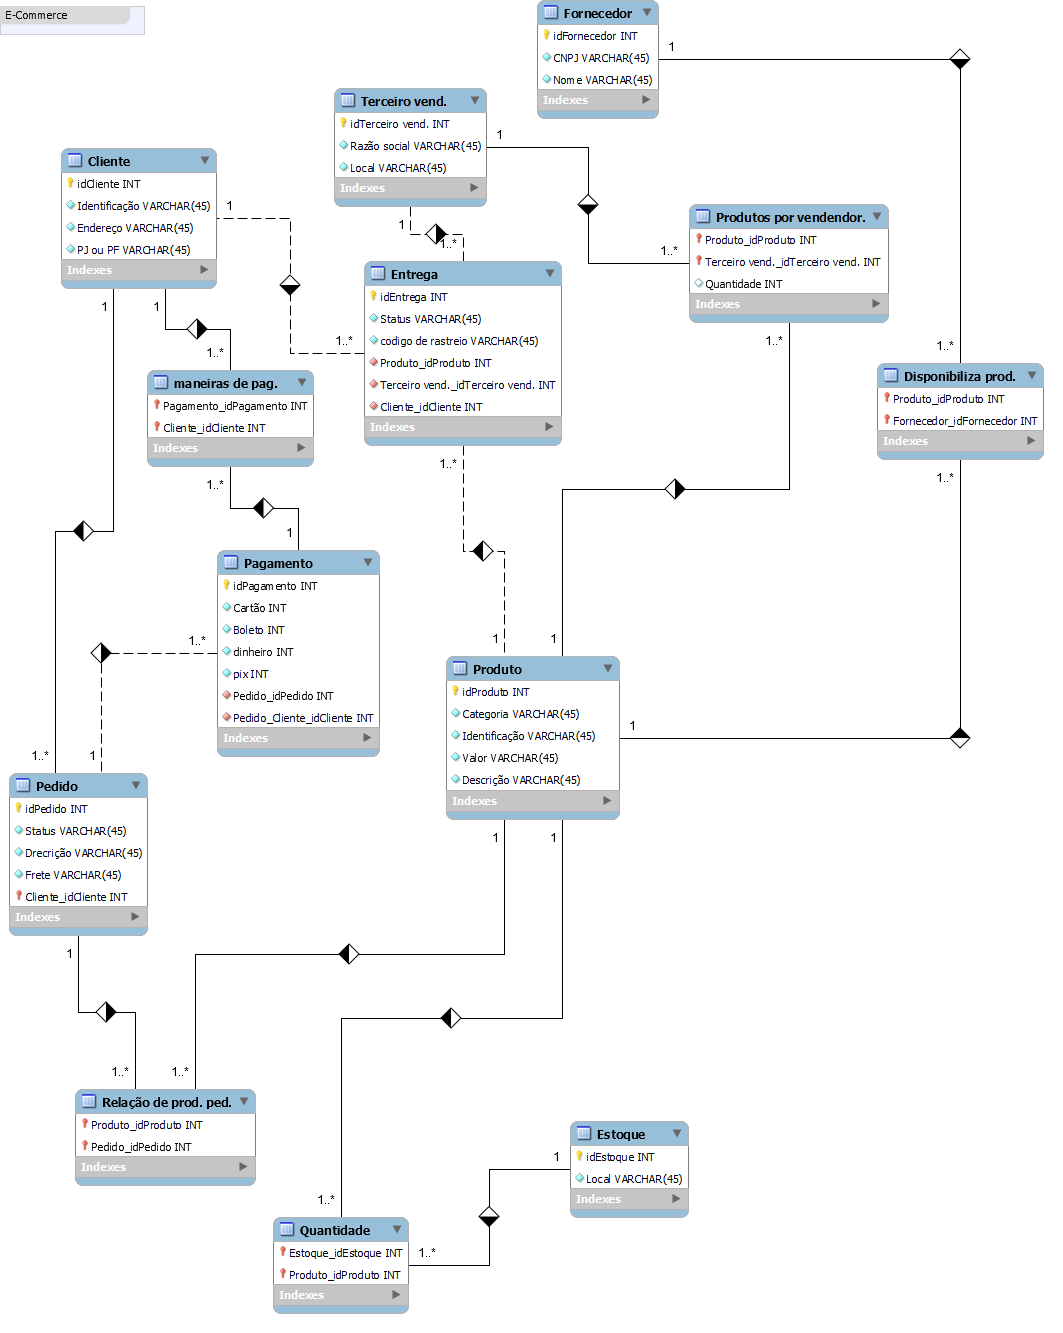 E-Commerce
Fornecedor
idFornecedor INT
CNPJ VARCHAR(45)
Nome VARCHAR(45)
Indexes
1
Terceiro vend.
idTerceiro vend. INT
Razão social VARCHAR(45)
Local VARCHAR(45)
Indexes
1
1
1..*
Cliente
idCliente INT
Identificação VARCHAR(45)
Endereço VARCHAR(45)
PJ ou PF VARCHAR(45)
Indexes
1
1
1
1..*
Produtos por vendendor.
Produto_idProduto INT
Terceiro vend._idTerceiro vend. INT
Quantidade INT
Indexes
1..*
1..*
Entrega
idEntrega INT
Status VARCHAR(45)
codigo de rastreio VARCHAR(45)
Produto_idProduto INT
Terceiro vend._idTerceiro vend. INT
Cliente_idCliente INT
Indexes
1..*
1..*
1..*
Disponibiliza prod.
Produto_idProduto INT
Fornecedor_idFornecedor INT
Indexes
1..*
1..*
maneiras de pag.
Pagamento_idPagamento INT
Cliente_idCliente INT
Indexes
1..*
1
Pagamento
idPagamento INT
Cartão INT
Boleto INT
dinheiro INT
pix INT
Pedido_idPedido INT
Pedido_Cliente_idCliente INT
Indexes
1..*
1
1
Produto
idProduto INT
Categoria VARCHAR(45)
Identificação VARCHAR(45)
Valor VARCHAR(45)
Descrição VARCHAR(45)
Indexes
1
1
1
1..*
1
Pedido
idPedido INT
Status VARCHAR(45)
Drecrição VARCHAR(45)
Frete VARCHAR(45)
Cliente_idCliente INT
Indexes
1
1..*
1..*
Relação de prod. ped.
Produto_idProduto INT
Pedido_idPedido INT
Indexes
Estoque
idEstoque INT
Local VARCHAR(45)
Indexes
1
1..*
1..*
Quantidade
Estoque_idEstoque INT
Produto_idProduto INT
Indexes